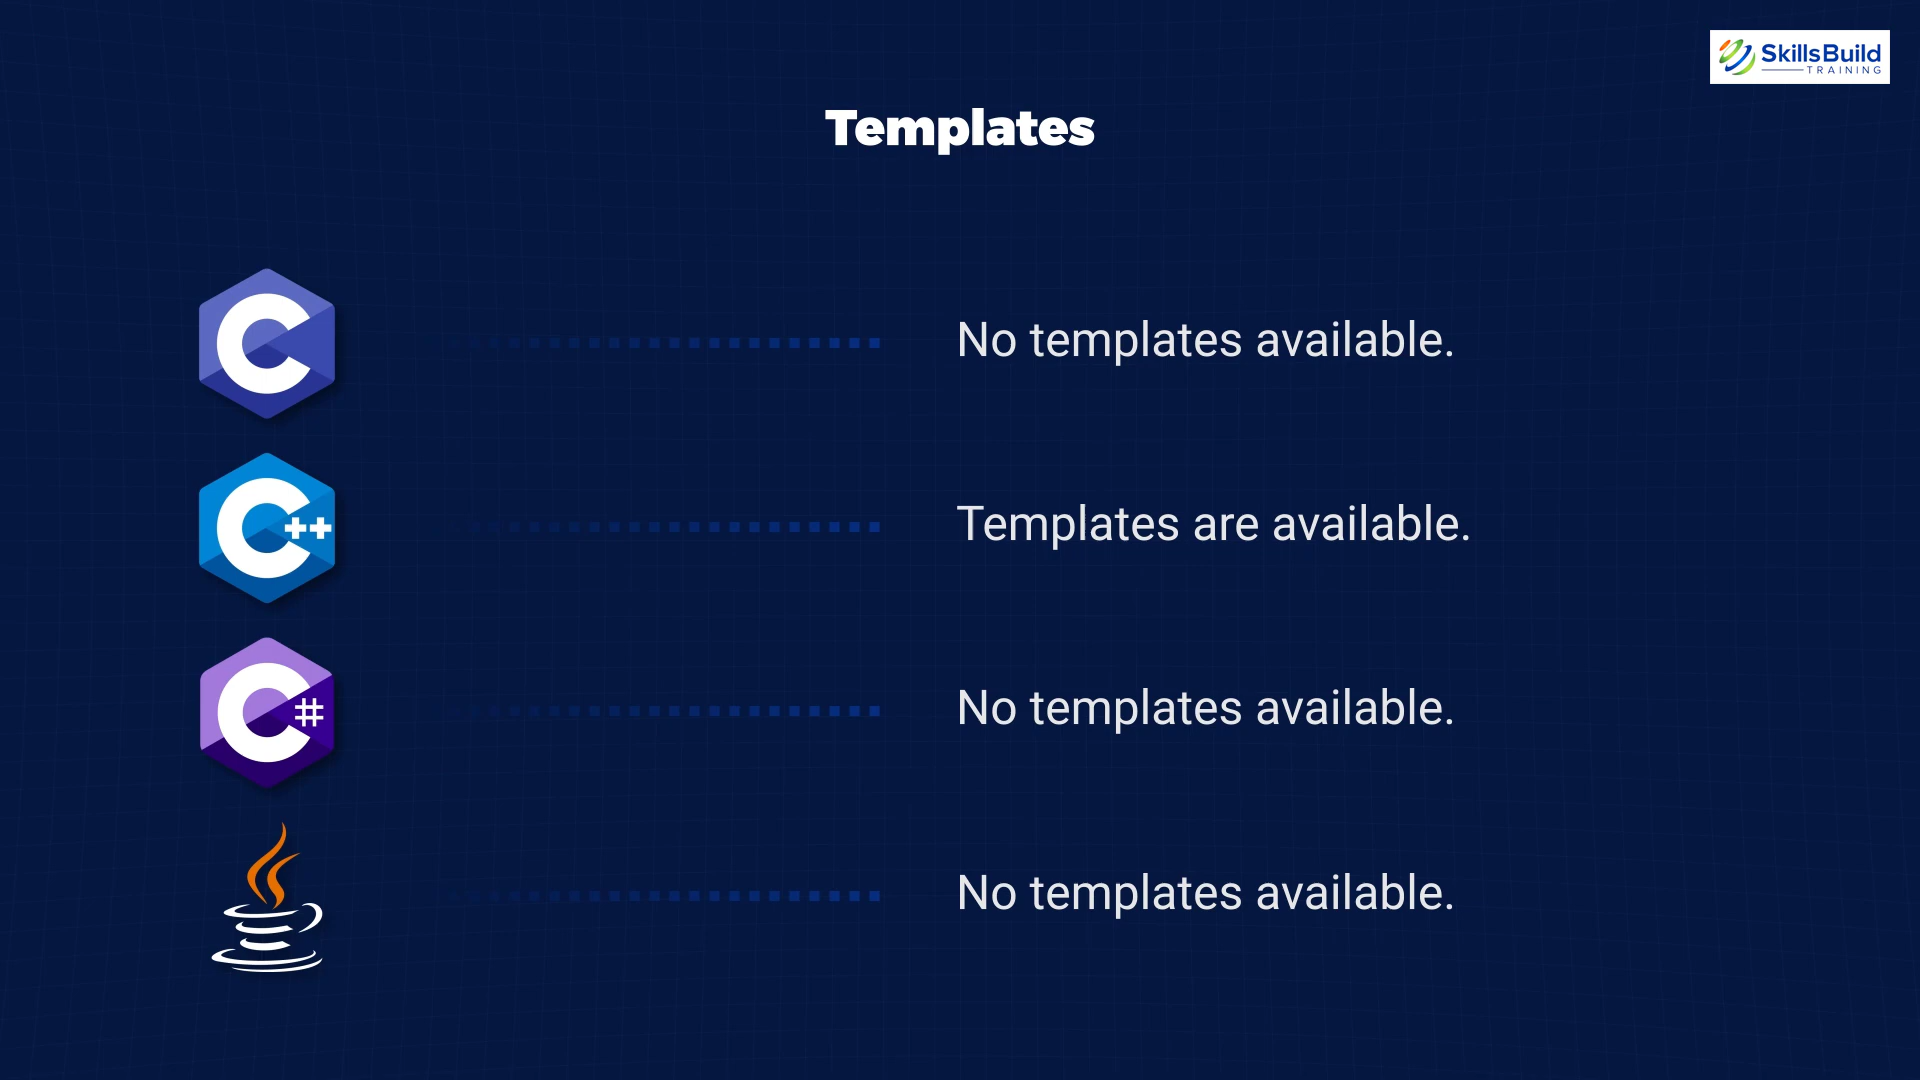 SkillsBuild
TRAINING
Templates
C
No templates available.
C++
Templates are available.
C#
No templates available.
No templates available.